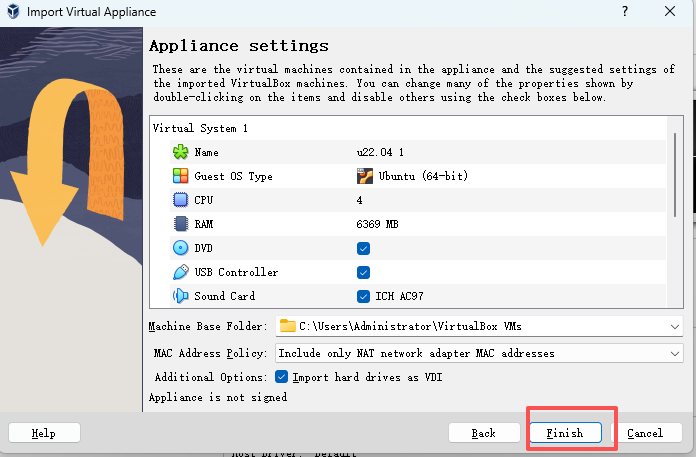 Import Virtual Appliance
?
Appliance settings
These are the virtual machines contained in the appliance and the suggested settings of
the imported VirtualBox machines. You can change many of the properties shown by
double-clicking on the items and disable others using the check boxes below.
Virtual System 1
Name u22.04 1
Guest OS Type Ubuntu (64-bit)
CPU 4
RAM 6369 MB
DVD
USB Controller
Sound Card ICH AC97
Machine Base Folder: C:\Users\Administrator\VirtualBox VMs
MAC Address Policy: Include only NAT network adapter MAC addresses
Additional Options: Import hard drives as VDI
Appliance is not signed
Help Back Finish Cancel
Host Driver: Default